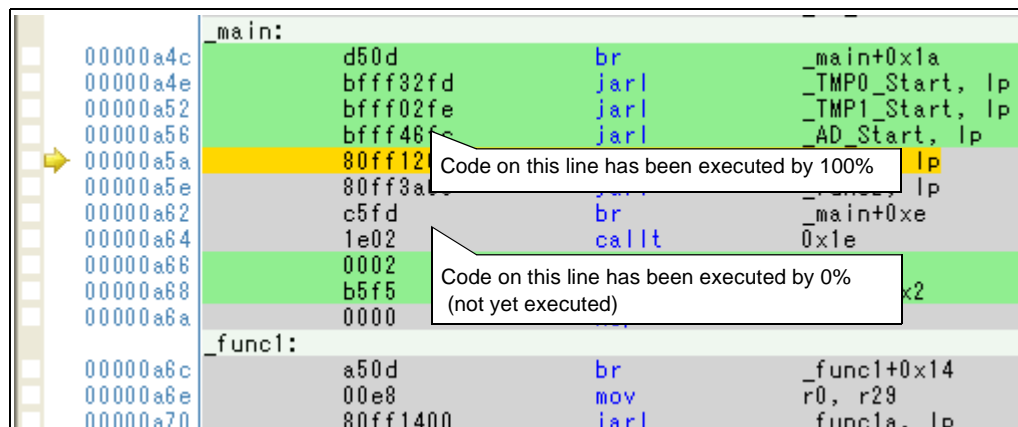 _main:
00000a4c d50d br _main+0x1a
00000a4e bfff32fd jarl _TMP0_Start, lp
00000a52 bfff02fe jarl _TMP1_Start, lp
00000a56 bfff46 jarl _AD_Start, lp
00000a5a 80ff12 lp
Code on this line has been executed by 100%
00000a5e 80ff3a lp
00000a62 c5fd br _main+0xe
00000a64 1e02 callt 0x1e
00000a66 0002
Code on this line has been executed by 0%
(not yet executed)
00000a68 b5f5 x2
00000a6a 0000
_func1:
00000a6c a50d br _func1+0x14
00000a6e 00e8 mov r0, r29
00000a70 80ff1400 jarl _func1a, lp